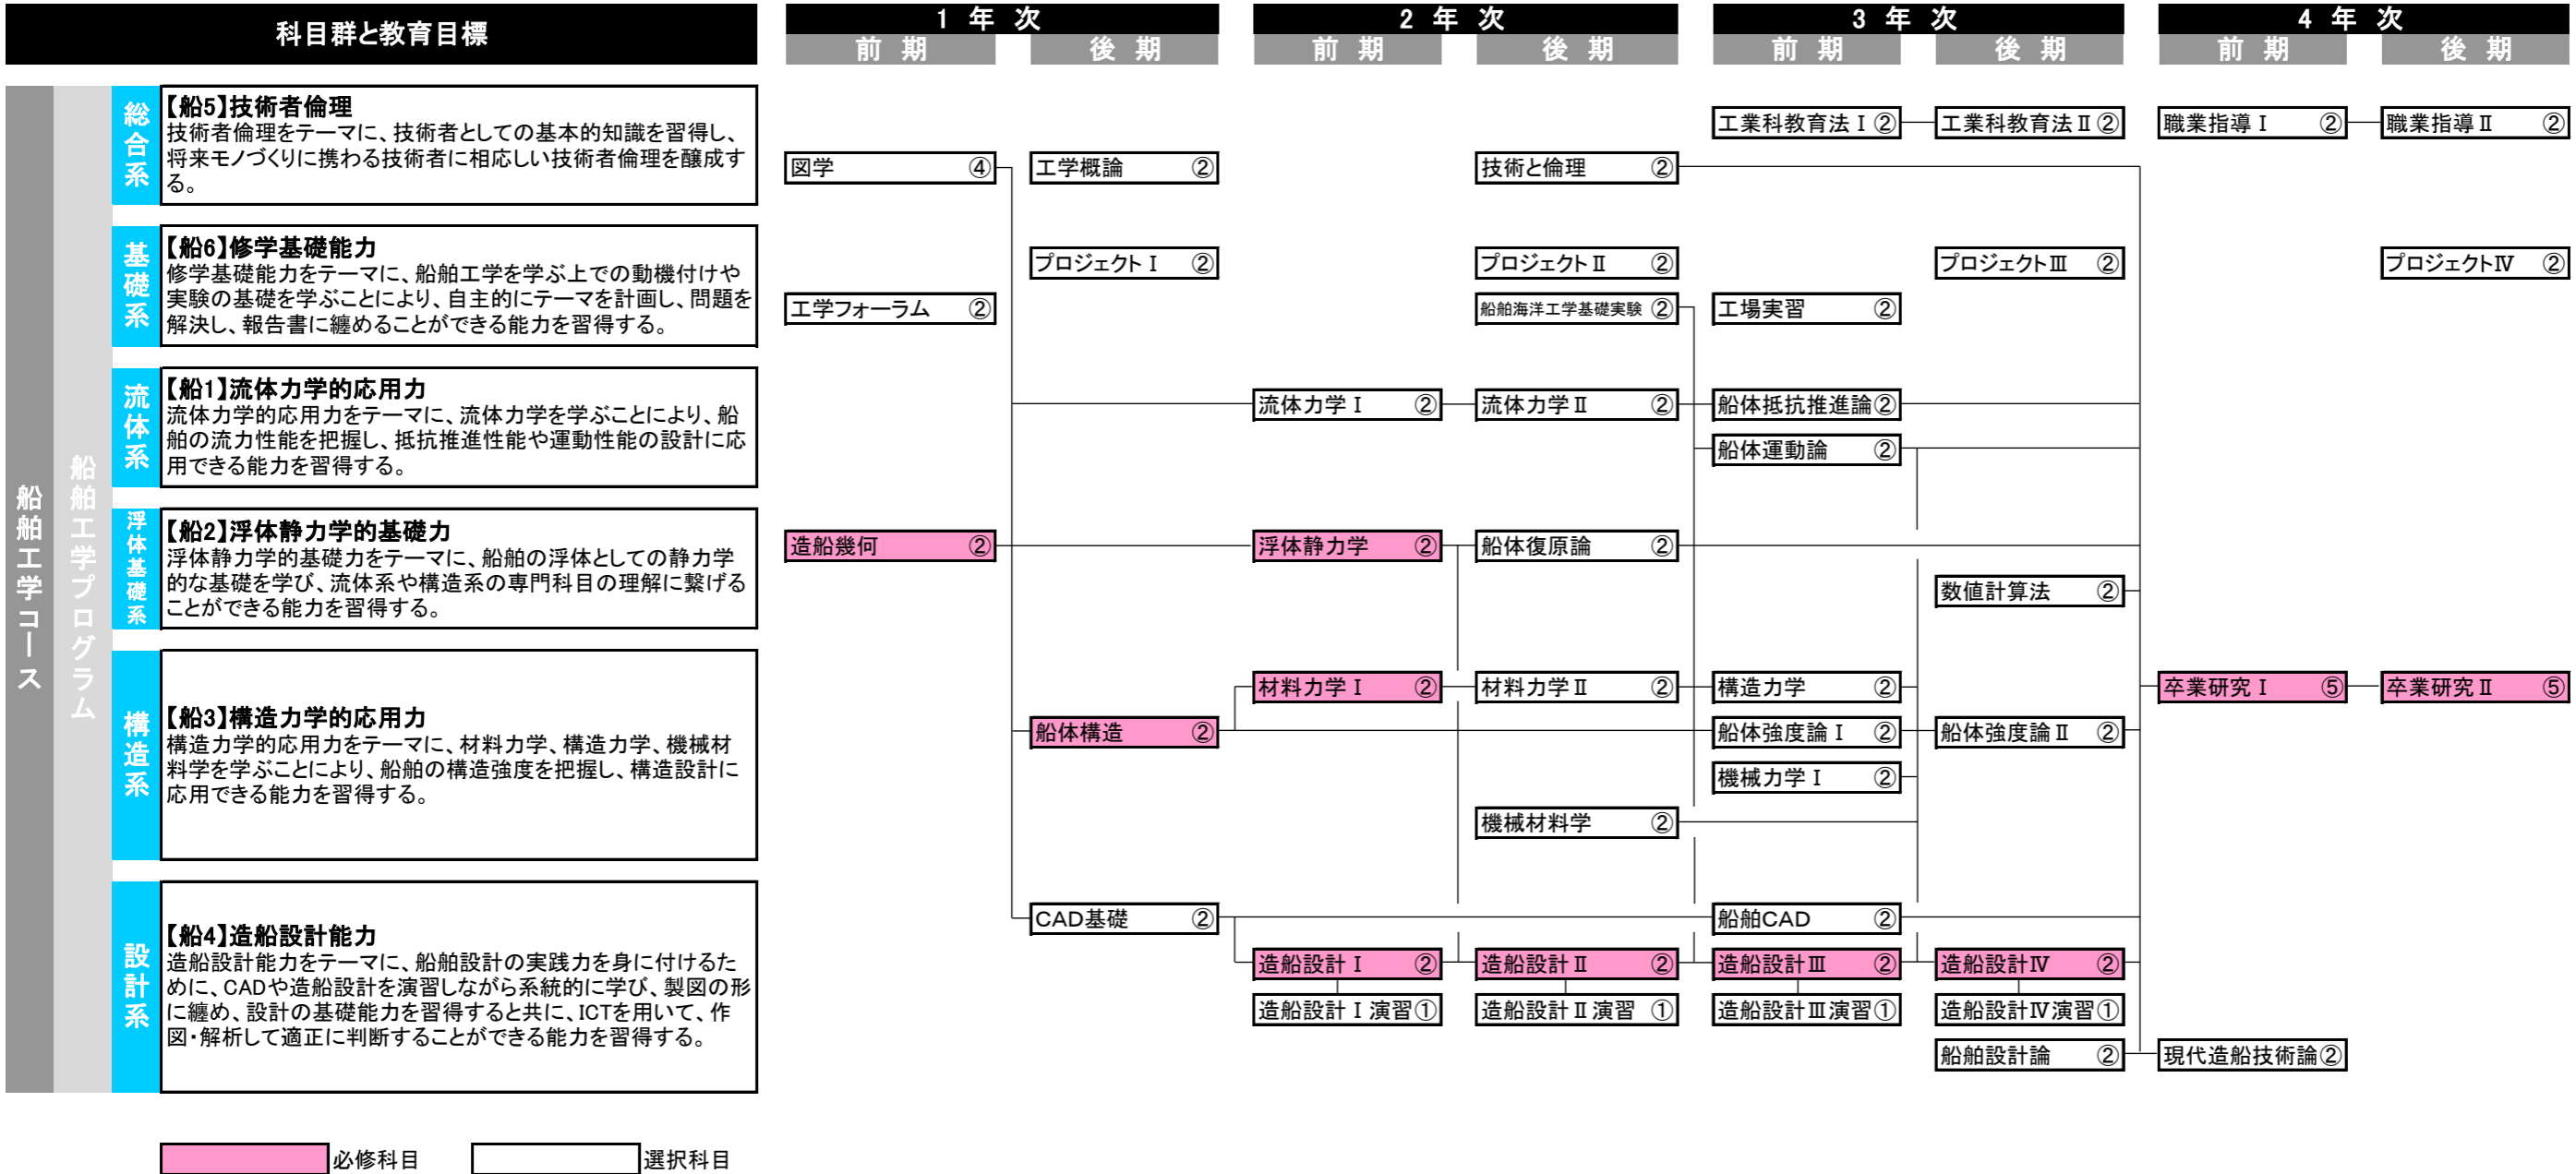 科目群と教育目標
1 年 次
2 年 次
3 年 次
4 年 次
前 期
後 期
前 期
後 期
前 期
後 期
前 期
後 期
船舶工学コース
船舶工学プログラム
総合系
【船5】技術者倫理
技術者倫理をテーマに、技術者としての基本的知識を習得し、
将来モノづくりに携わる技術者に相応しい技術者倫理を醸成す
る。
工業科教育法Ⅰ②
工業科教育法Ⅱ②
職業指導Ⅰ ②
職業指導Ⅱ ②
図学 ④
工学概論 ②
技術と倫理 ②
基礎系
【船6】修学基礎能力
修学基礎能力をテーマに、船舶工学を学ぶ上での動機付けや
実験の基礎を学ぶことにより、自主的にテーマを計画し、問題を
解決し、報告書に纏めることができる能力を習得する。
プロジェクトⅠ ②
プロジェクトⅡ ②
プロジェクトⅢ ②
プロジェクトⅣ ②
工学フォーラム ②
船舶海洋工学基礎実験 ②
工場実習 ②
流体系
【船1】流体力学的応用力
流体力学的応用力をテーマに、流体力学を学ぶことにより、船
舶の流力性能を把握し、抵抗推進性能や運動性能の設計に応
用できる能力を習得する。
流体力学Ⅰ ②
流体力学Ⅱ ②
船体抵抗推進論②
船体運動論 ②
浮体基礎系
【船2】浮体静力学的基礎力
浮体静力学的基礎力をテーマに、船舶の浮体としての静力学
的な基礎を学び、流体系や構造系の専門科目の理解に繋げる
ことができる能力を習得する。
造船幾何 ②
浮体静力学 ②
船体復原論 ②
数値計算法 ②
構造系
【船3】構造力学的応用力
構造力学的応用力をテーマに、材料力学、構造力学、機械材
料学を学ぶことにより、船舶の構造強度を把握し、構造設計に
応用できる能力を習得する。
材料力学Ⅰ ②
材料力学Ⅱ ②
構造力学 ②
卒業研究Ⅰ ⑤
卒業研究Ⅱ ⑤
船体構造 ②
船体強度論Ⅰ ②
船体強度論Ⅱ ②
機械力学Ⅰ ②
機械材料学 ②
設計系
【船4】造船設計能力
造船設計能力をテーマに、船舶設計の実践力を身に付けるた
めに、CADや造船設計を演習しながら系統的に学び、製図の形
に纏め、設計の基礎能力を習得すると共に、ICTを用いて、作
図・解析して適正に判断することができる能力を習得する。
CAD基礎 ②
船舶CAD ②
造船設計Ⅰ ②
造船設計Ⅱ ②
造船設計Ⅲ ②
造船設計Ⅳ ②
造船設計Ⅰ演習①
造船設計Ⅱ演習 ①
造船設計Ⅲ演習①
造船設計Ⅳ演習①
船舶設計論 ②
現代造船技術論②
必修科目
選択科目